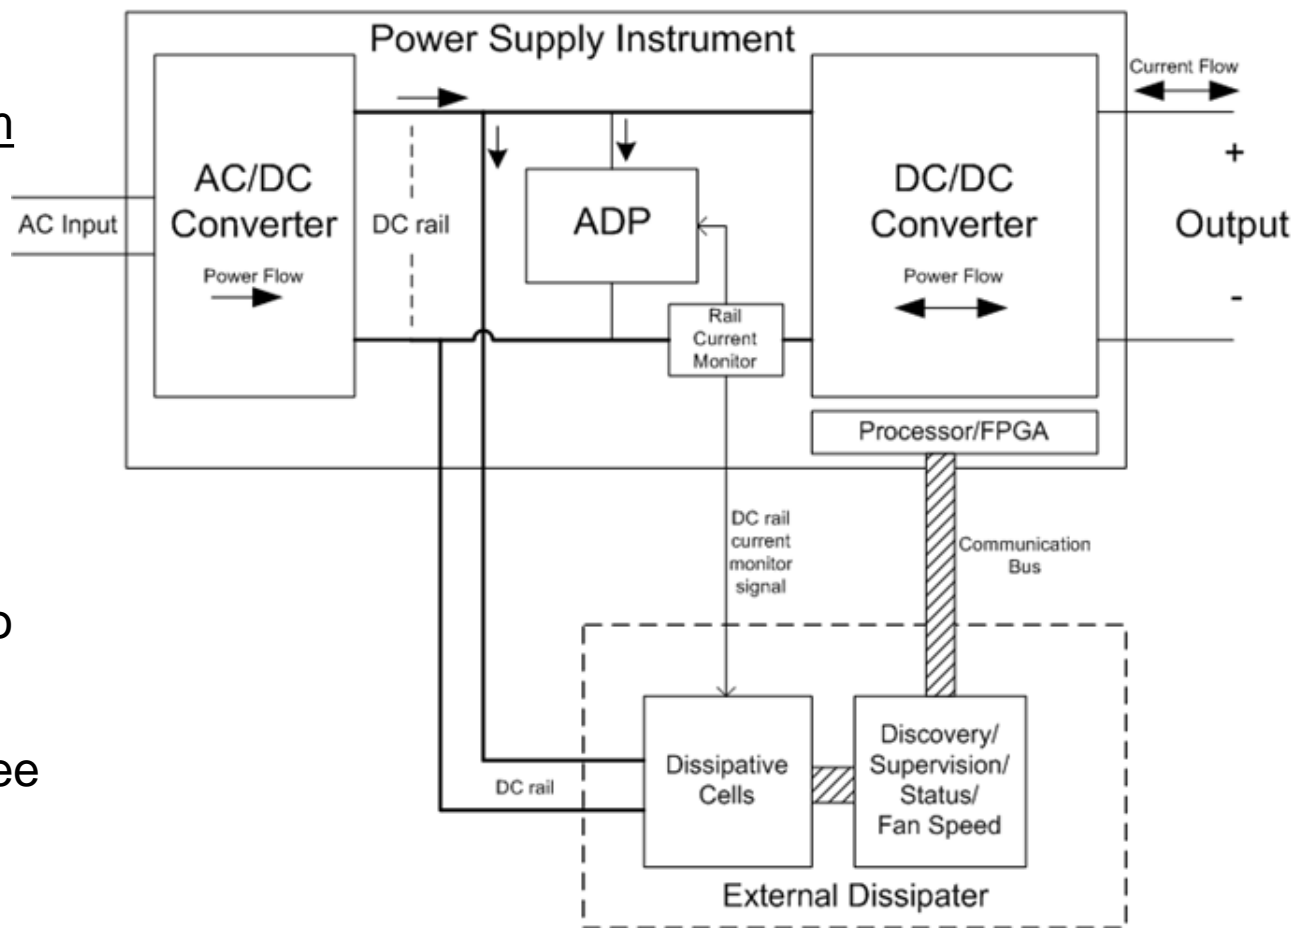 Power Supply Instrument
Current Flow
n
AC/DC
Converter
Power Flow
AC Input
DC rail
ADP
DC/DC
Converter
Power Flow
+
Output
-
Rail
Current
Monitor
Processor/FPGA
DC rail
current
monitor
signal
Communication
Bus
o
ee
DC rail
Dissipative
Cells
Discovery/
Supervision/
Status/
Fan Speed
External Dissipater